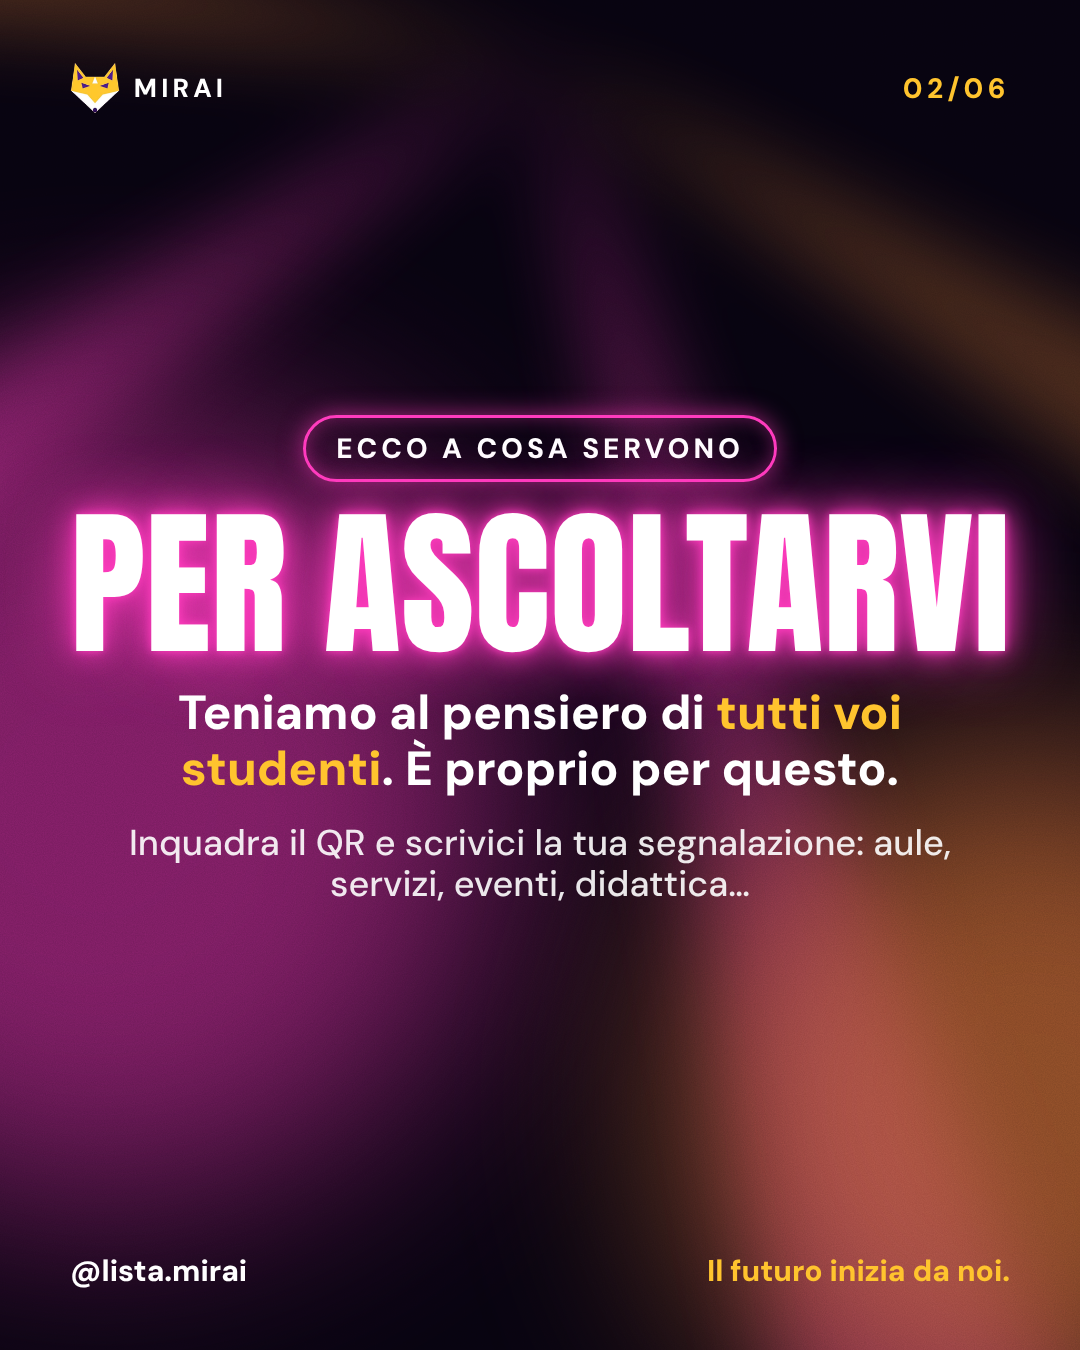 MIRAI
02/06
ECCO A COSA SERVONO
PER ASCOLTARVI
Teniamo al pensiero di tutti voi
studenti. È proprio per questo.
Inquadra il QR e scrivici la tua segnalazione: aule,
servizi, eventi, didattica...
@lista.mirai
Il futuro inizia da noi.